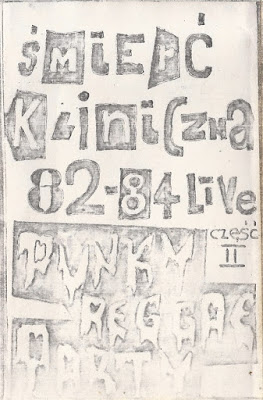 ŚMIERĆ
KLiNiCZNa
82-84 Live
CZĘŚĆ
II
PUNKY
REGGAE
PARTY